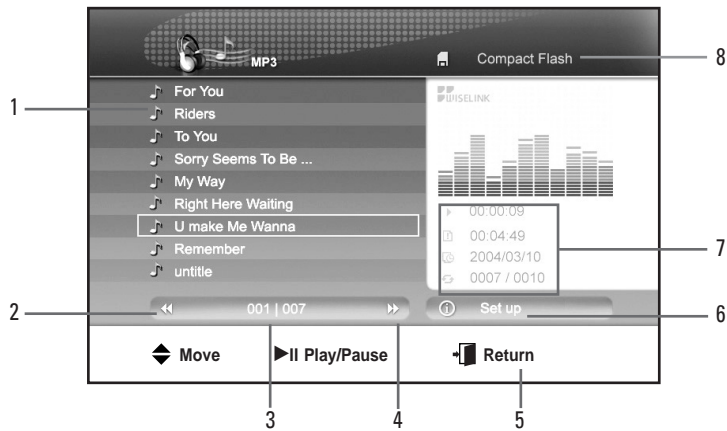 MP3
Compact Flash
8
1
For You
Riders
To You
Sorry Seems To Be ...
My Way
Right Here Waiting
U make Me Wanna
Remember
untitle
WISELINK
00:00:09
00:04:49
2004/03/10
0007 / 0010
7
2
001 | 007
Set up
6
Move
Play/Pause
Return
3
4
5